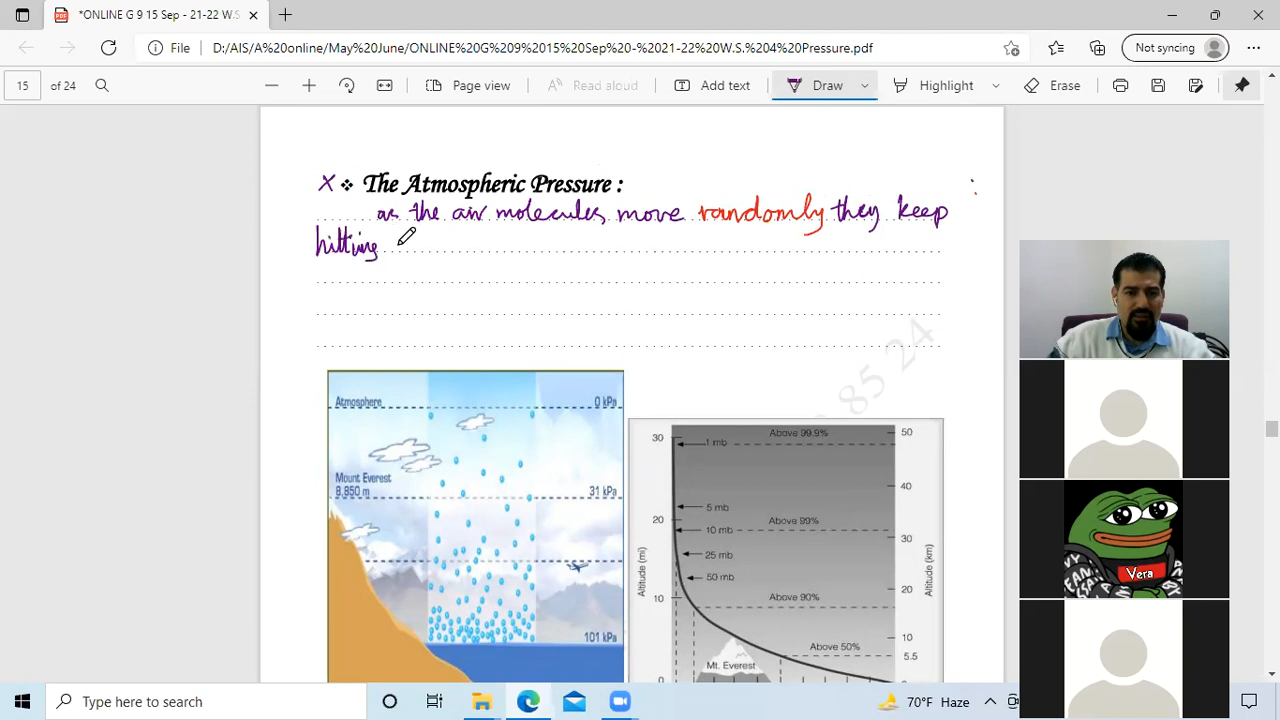 *ONLINE G 9 15 Sep - 21-22 W.S
File
D:/AIS/A%20online/May%20June/ONLINE%20G%209%2015%20Sep%20-%2021-22%20W.S.%204%20Pressure.pdf
Not syncing
15 of 24
Page view
Read aloud
Add text
Draw
Highlight
Erase
X ❖ The Atmospheric Pressure :
as the air molecules move randomly they keep
hitting
85 24
Atmosphere 0 kPa
Mount Everest
8,850 m 31 kPa
101 kPa
30 1 mb Above 99.9% 50
40
5 mb
20 Above 99%
10 mb 30
25 mb
50 mb 20
10 Above 90%
10
Above 50% 5.5
Mt. Everest
0
Altitude (mi)
Altitude (km)
Vera
Type here to search
70°F Haze